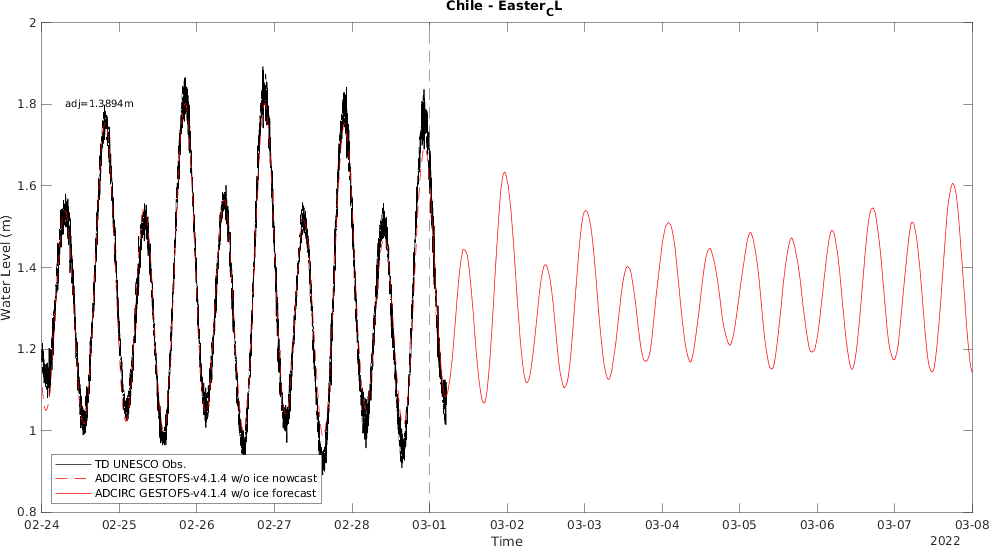 Chile - Easter_CL
2
1.8
1.6
1.4
1.2
1
0.8
Water Level (m)
adj=1.3894m
TD UNESCO Obs.
ADCIRC GESTOFS-v4.1.4 w/o ice nowcast
ADCIRC GESTOFS-v4.1.4 w/o ice forecast
02-24 02-25 02-26 02-27 02-28 03-01 03-02 03-03 03-04 03-05 03-06 03-07 03-08
Time
2022